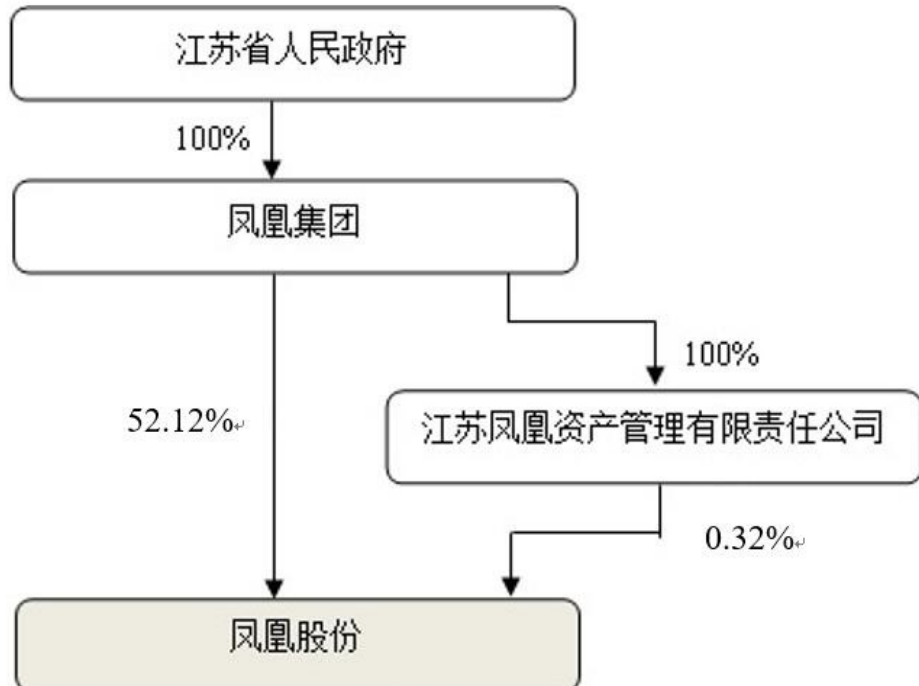 江苏省人民政府
100%
凤凰集团
100%
52.12%
江苏凤凰资产管理有限责任公司
0.32%
凤凰股份